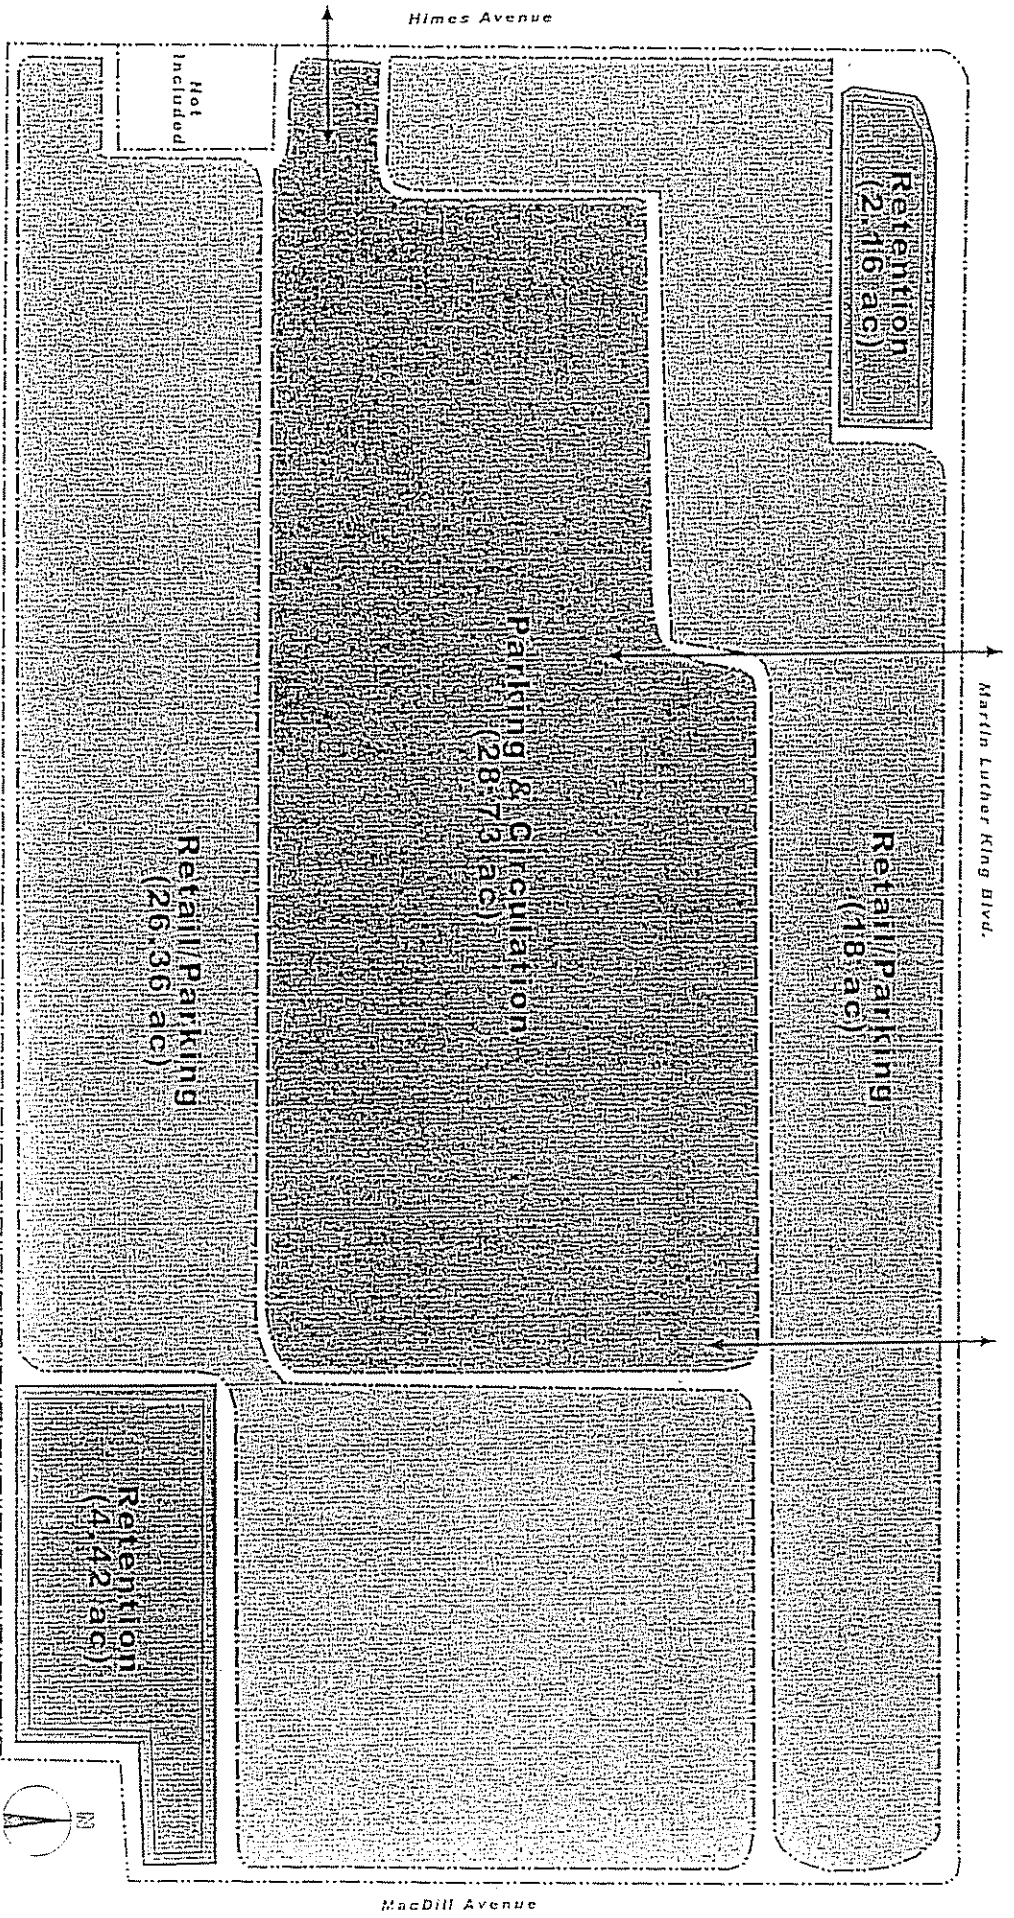 Himes Avenue
Not
Included
Retention
(2.16 ac)
Martin Luther King Blvd.
Parking & Circulation
(28.73 ac)
Retail/Parking
(18 ac)
Retail/Parking
(26.36 ac)
Retention
(4.42 ac)
MacDill Avenue